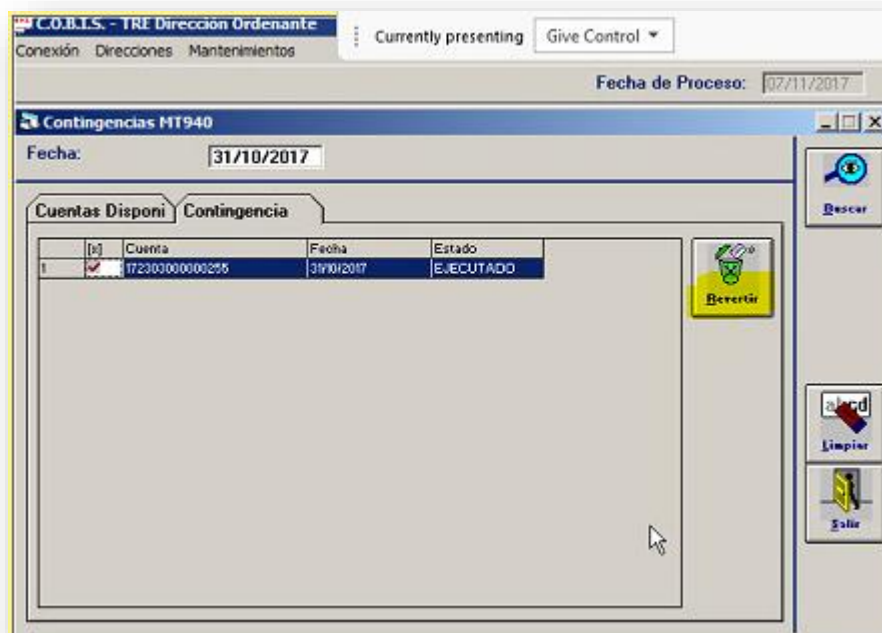 C.O.B.I.S. - TRE Dirección Ordenante
Currently presenting Give Control
Conexión Direcciones Mantenimientos
Fecha de Proceso: 07/11/2017
Contingencias MT940
Fecha: 31/10/2017
Buscar
Cuentas Disponi Contingencia
[x] Cuenta Fecha Estado
1 172303000000255 31/10/2017 EJECUTADO
Revertir
abcd
Limpiar
Salir